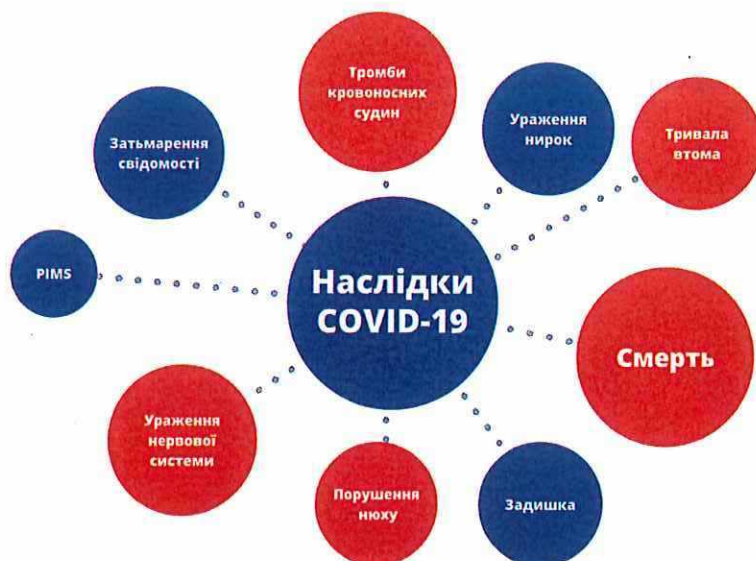 Тромби
кровоносних
судин
Ураження
нирок
Тривала
втома
Затьмарення
свідомості
PIMS
Наслідки
COVID-19
Смерть
Ураження
нервової
системи
Порушення
нюху
Задишка